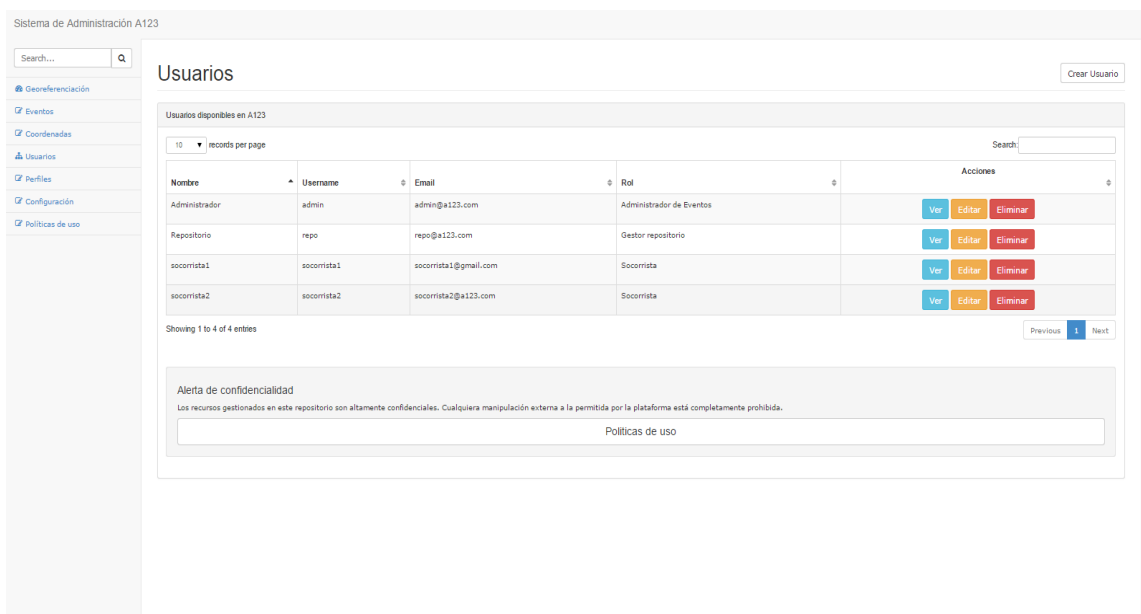 Sistema de Administración A123
Search...
Georeferenciación
Eventos
Coordenadas
Usuarios
Perfiles
Configuración
Políticas de uso
Usuarios
Crear Usuario
Usuarios disponibles en A123
10 records per page
Search:
Nombre Username Email Rol Acciones
Administrador admin admin@a123.com Administrador de Eventos Ver Editar Eliminar
Repositorio repo repo@a123.com Gestor repositorio Ver Editar Eliminar
socorrista1 socorrista1 socorrista1@gmail.com Socorrista Ver Editar Eliminar
socorrista2 socorrista2 socorrista2@a123.com Socorrista Ver Editar Eliminar
Showing 1 to 4 of 4 entries
Previous 1 Next
Alerta de confidencialidad
Los recursos gestionados en este repositorio son altamente confidenciales. Cualquiera manipulación externa a la permitida por la plataforma está completamente prohibida.
Políticas de uso